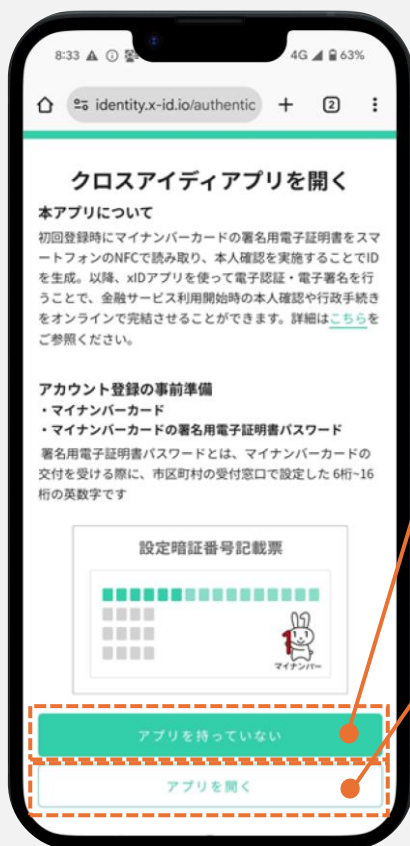 8:33
4G
63%
identity.x-id.io/authentic
2
クロスアイディアプリを開く
本アプリについて
初回登録時にマイナンバーカードの署名用電子証明書をスマ
ートフォンのNFCで読み取り、本人確認を実施することでID
を生成。以降、xIDアプリを使って電子認証・電子署名を行
うことで、金融サービス利用開始時の本人確認や行政手続き
をオンラインで完結させることができます。詳細はこちらを
ご参照ください。
アカウント登録の事前準備
・マイナンバーカード
・マイナンバーカードの署名用電子証明書パスワード
署名用電子証明書パスワードとは、マイナンバーカードの
交付を受ける際に、市区町村の受付窓口で設定した 6桁~16
桁の英数字です
設定暗証番号記載票
マイナンバー
アプリを持っていない
アプリを開く